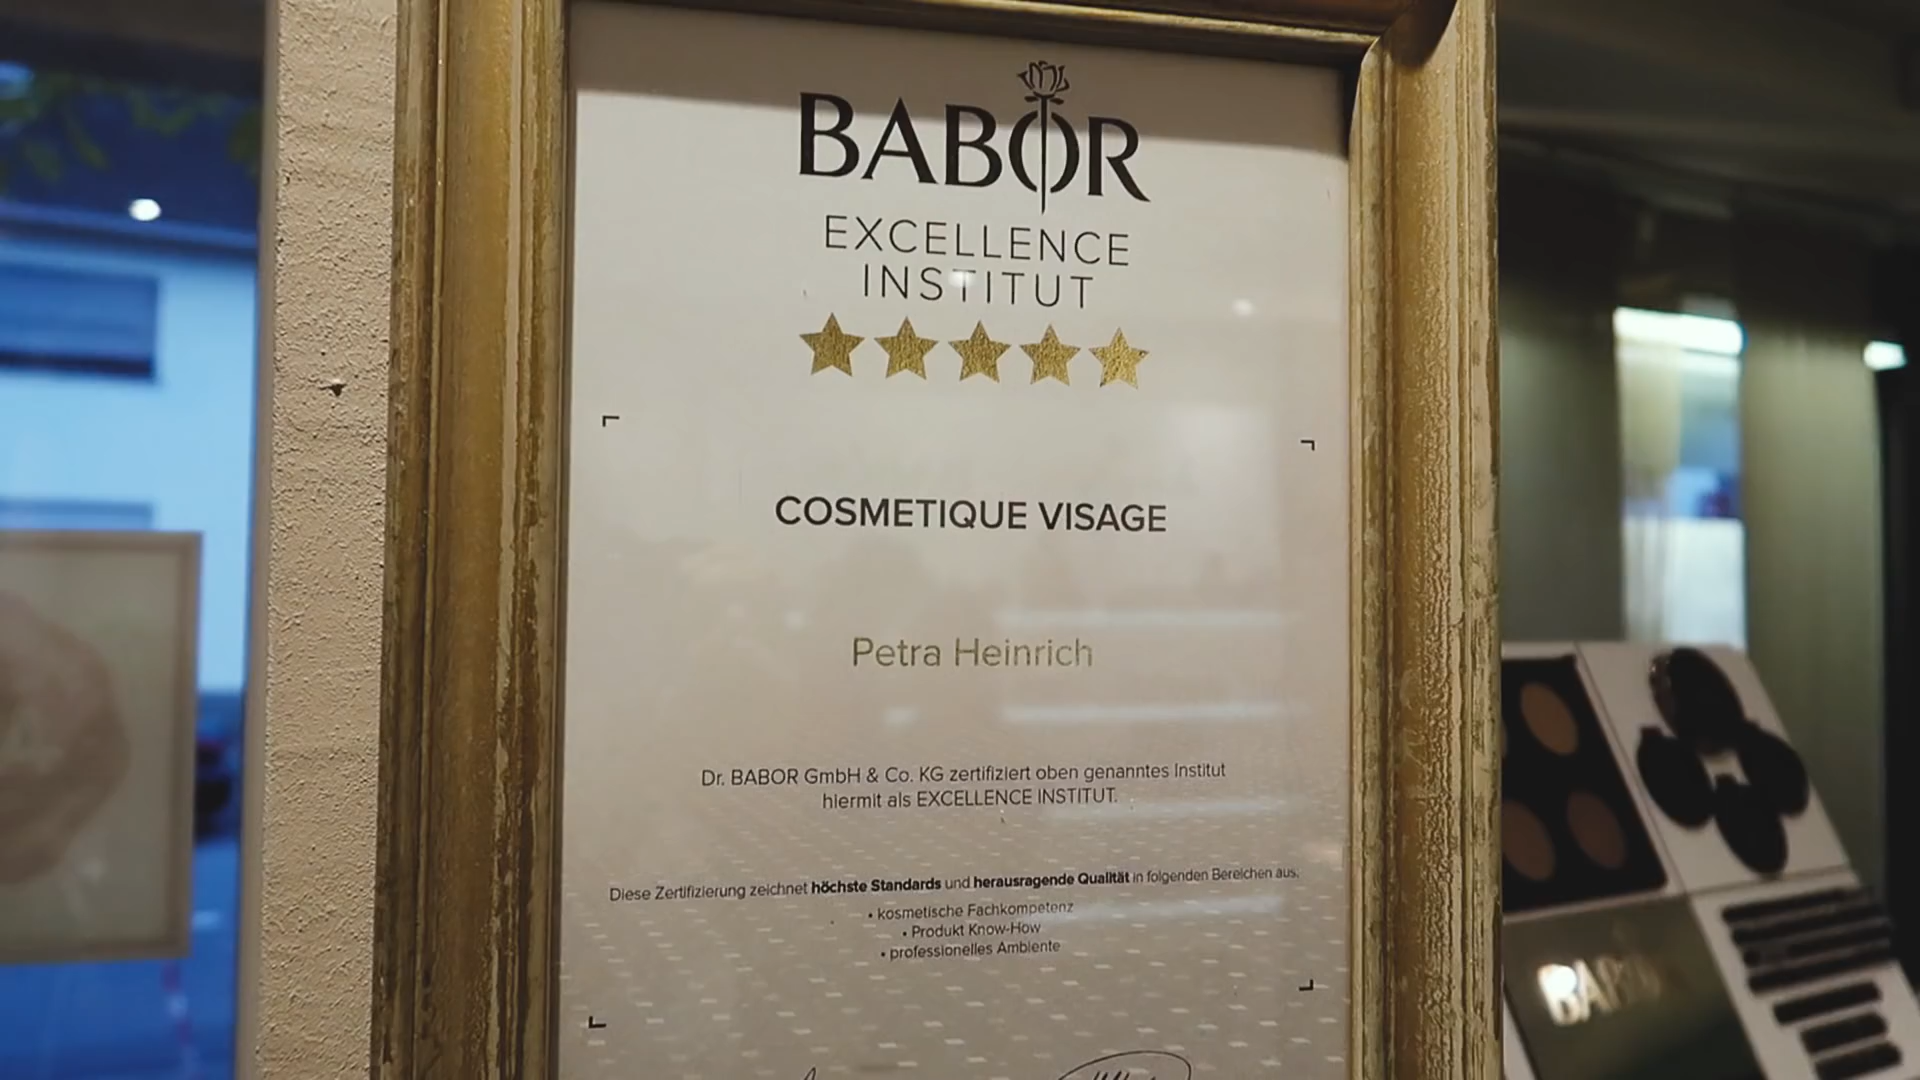 BABOR
EXCELLENCE
INSTITUT
COSMETIQUE VISAGE
Petra Heinrich
Dr. BABOR GmbH & Co. KG zertifiziert oben genanntes Institut
hiermit als EXCELLENCE INSTITUT.
Diese Zertifizierung zeichnet höchste Standards und herausragende Qualität in folgenden Bereichen aus:
• kosmetische Fachkompetenz
• Produkt Know-How
• professionelles Ambiente
BABOR